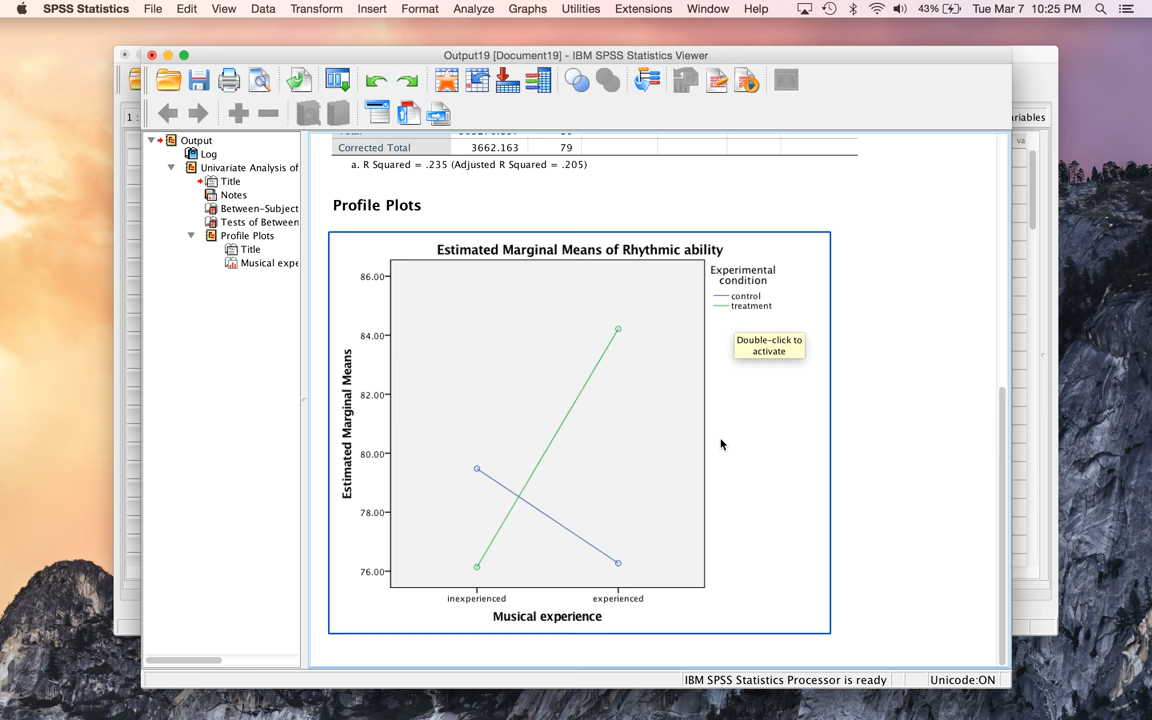 SPSS Statistics File Edit View Data Transform Insert Format Analyze Graphs Utilities Extensions Window Help 43% Tue Mar 7 10:25 PM
Output19 [Document19] - IBM SPSS Statistics Viewer
1 :
ariables
va
Output
Log
Univariate Analysis of
Title
Notes
Between-Subject
Tests of Between
Profile Plots
Title
Musical expe
Corrected Total 3662.163 79
a. R Squared = .235 (Adjusted R Squared = .205)
Profile Plots
Estimated Marginal Means of Rhythmic ability
Estimated Marginal Means
86.00
84.00
82.00
80.00
78.00
76.00
inexperienced experienced
Musical experience
Experimental
condition
control
treatment
Double-click to
activate
IBM SPSS Statistics Processor is ready Unicode:ON